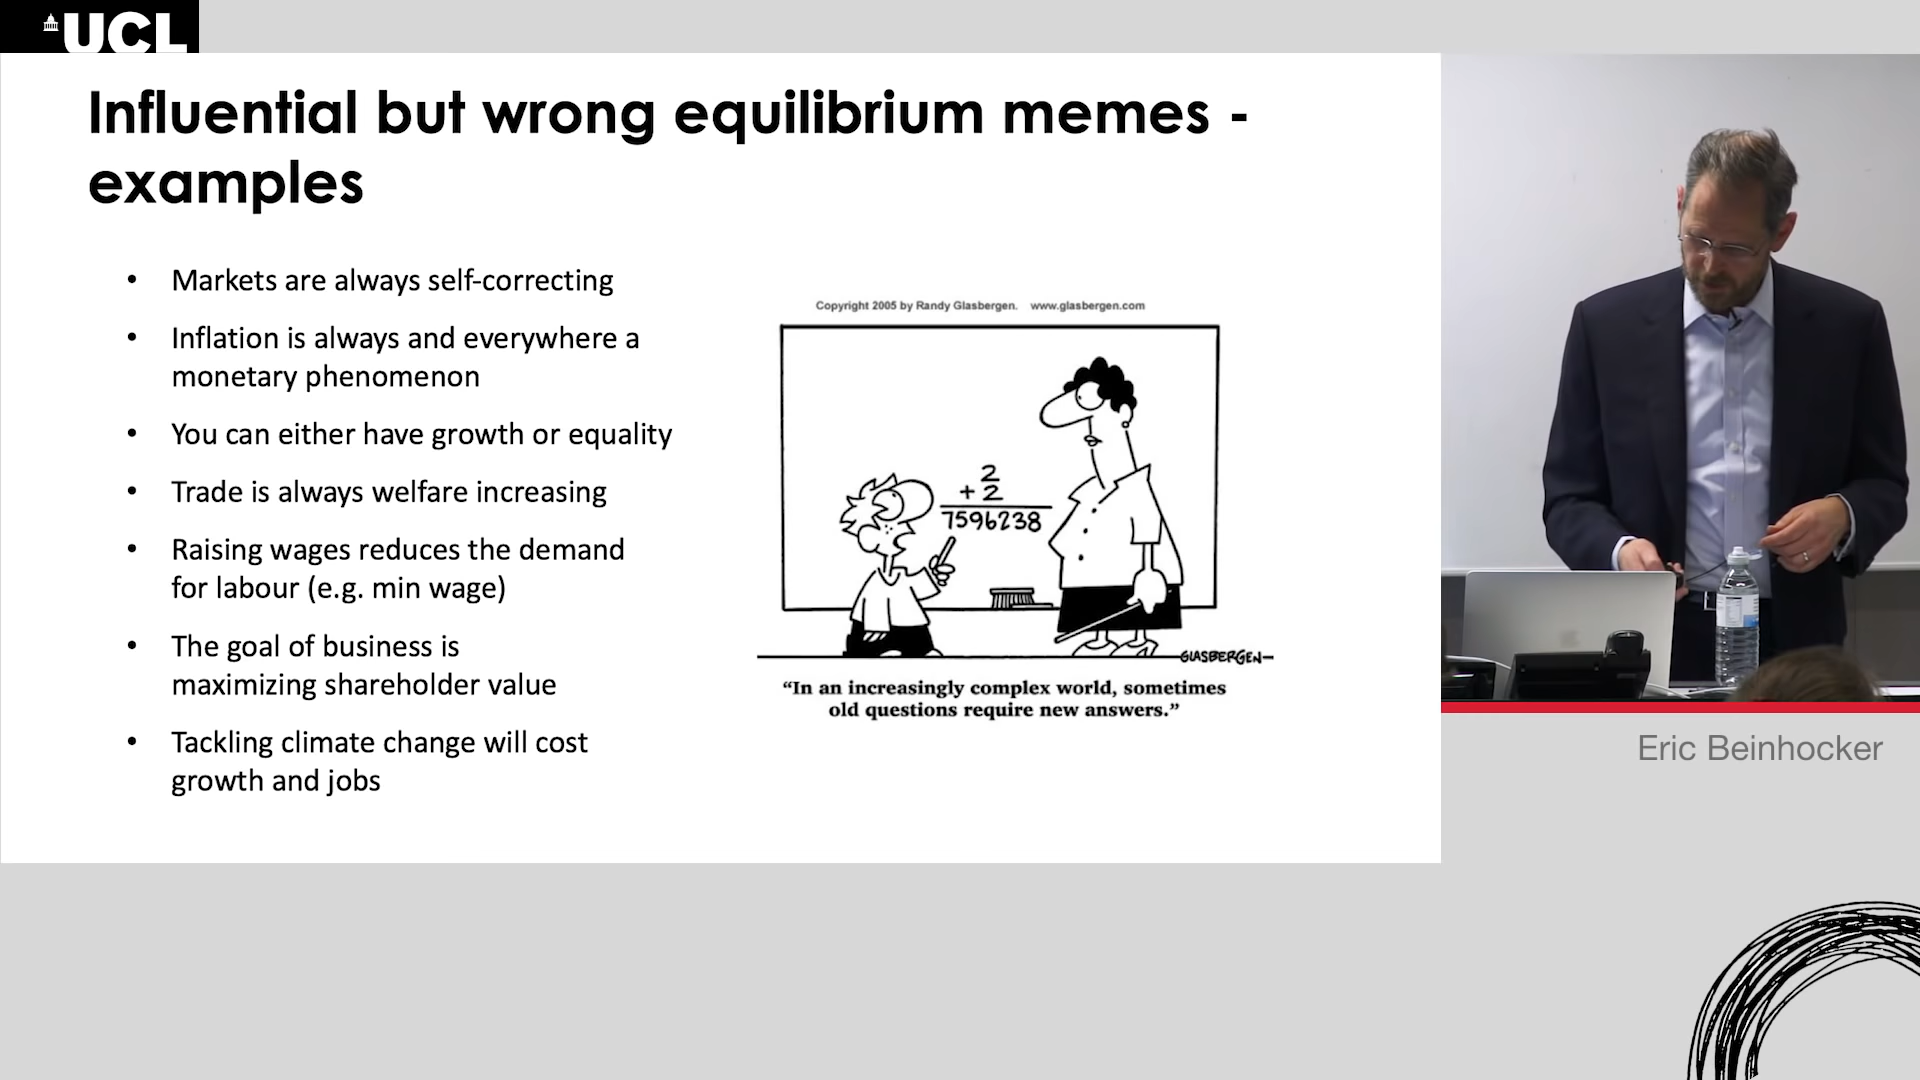 UCL
Influential but wrong equilibrium memes -
examples
• Markets are always self-correcting
• Inflation is always and everywhere a
monetary phenomenon
• You can either have growth or equality
• Trade is always welfare increasing
• Raising wages reduces the demand
for labour (e.g. min wage)
• The goal of business is
maximizing shareholder value
• Tackling climate change will cost
growth and jobs
Copyright 2005 by Randy Glasbergen. www.glasbergen.com
2
+ 2
7596238
GLASBERGEN
“In an increasingly complex world, sometimes
old questions require new answers.”
Eric Beinhocker